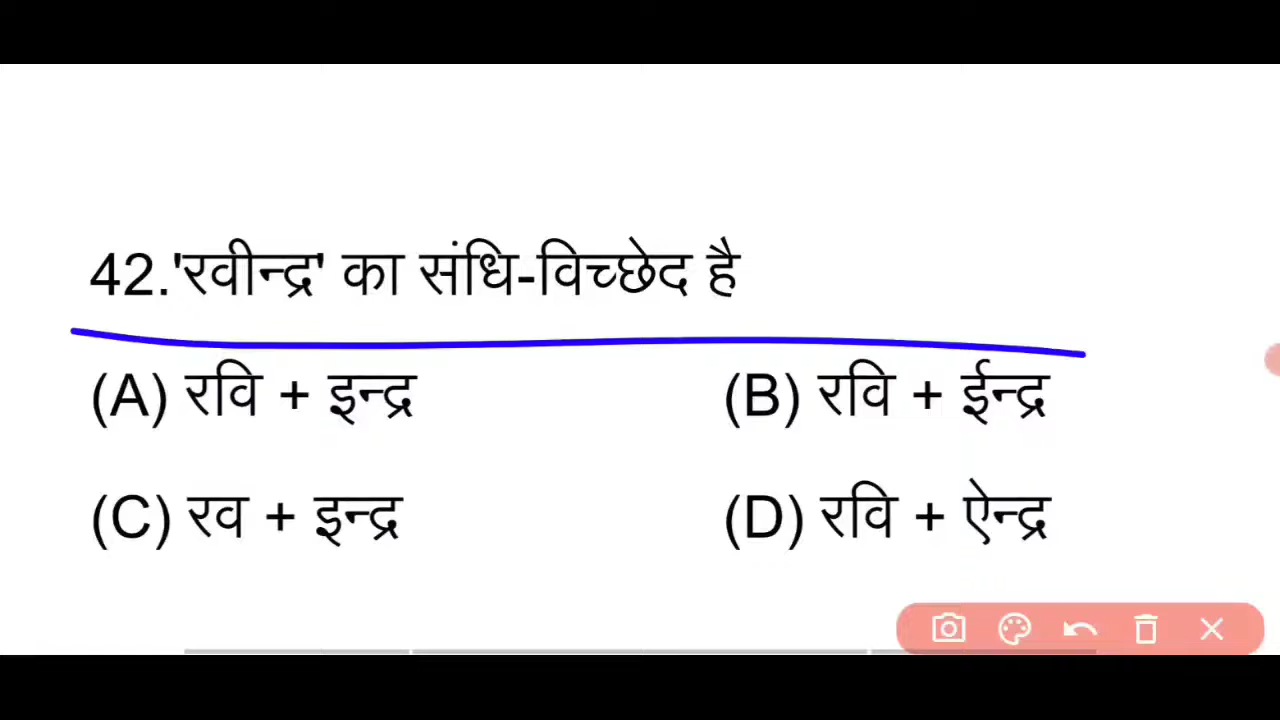 42.'रवीन्द्र' का संधि-विच्छेद है
(A) रवि + इन्द्र (B) रवि + ईन्द्र
(C) रव + इन्द्र (D) रवि + ऐन्द्र